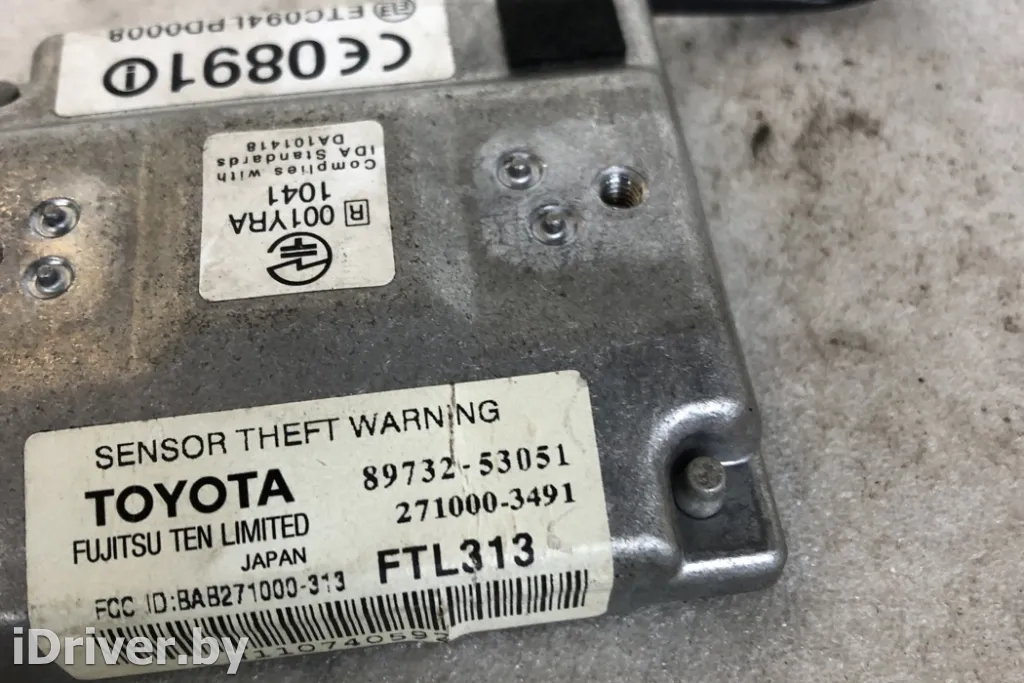 ETC094LPD0008
CE0891
R 001YRA
1041
Complies with
IDA Standards
DA101418
SENSOR THEFT WARNING
TOYOTA
89732-53051
271000-3491
FUJITSU TEN LIMITED
JAPAN
FTL313
FCC ID:BAB271000-313
iDriver.by